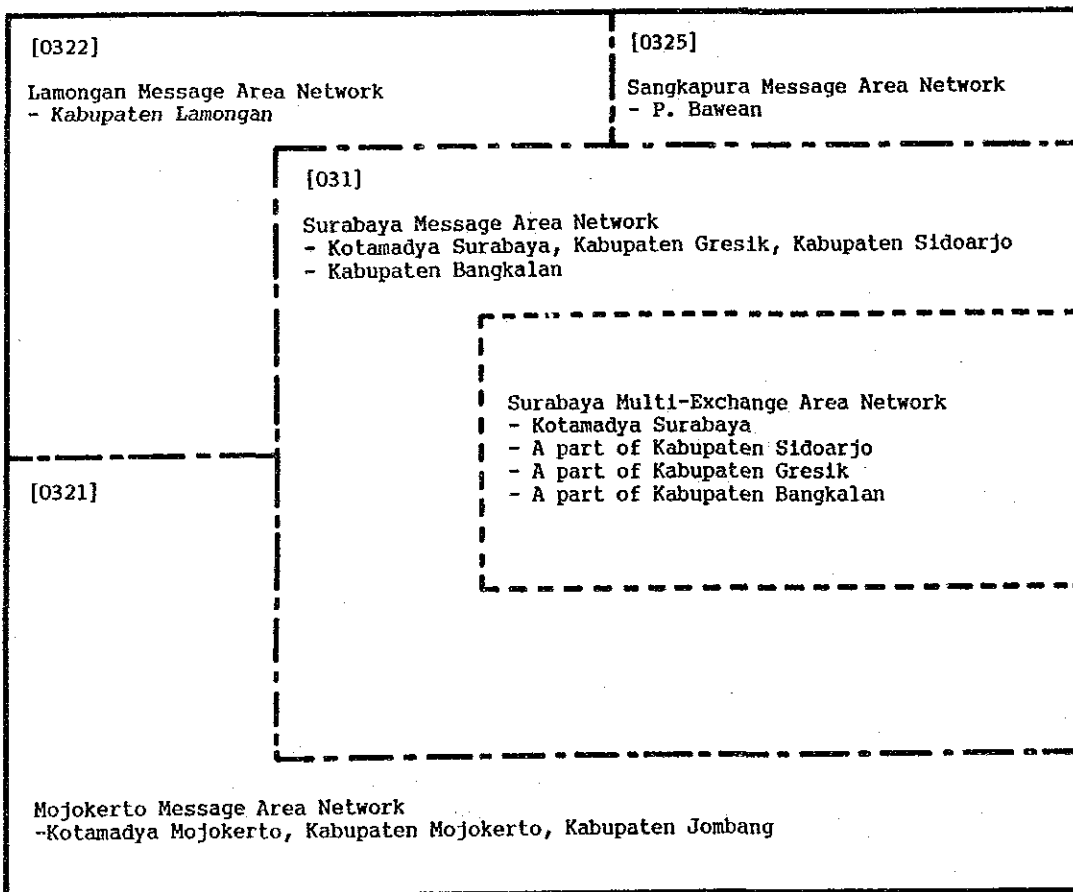 [0322]
Lamongan Message Area Network
- Kabupaten Lamongan
[0325]
Sangkapura Message Area Network
- P. Bawean
[031]
Surabaya Message Area Network
- Kotamadya Surabaya, Kabupaten Gresik, Kabupaten Sidoarjo
- Kabupaten Bangkalan
Surabaya Multi-Exchange Area Network
- Kotamadya Surabaya
- A part of Kabupaten Sidoarjo
- A part of Kabupaten Gresik
- A part of Kabupaten Bangkalan
[0321]
Mojokerto Message Area Network
-Kotamadya Mojokerto, Kabupaten Mojokerto, Kabupaten Jombang